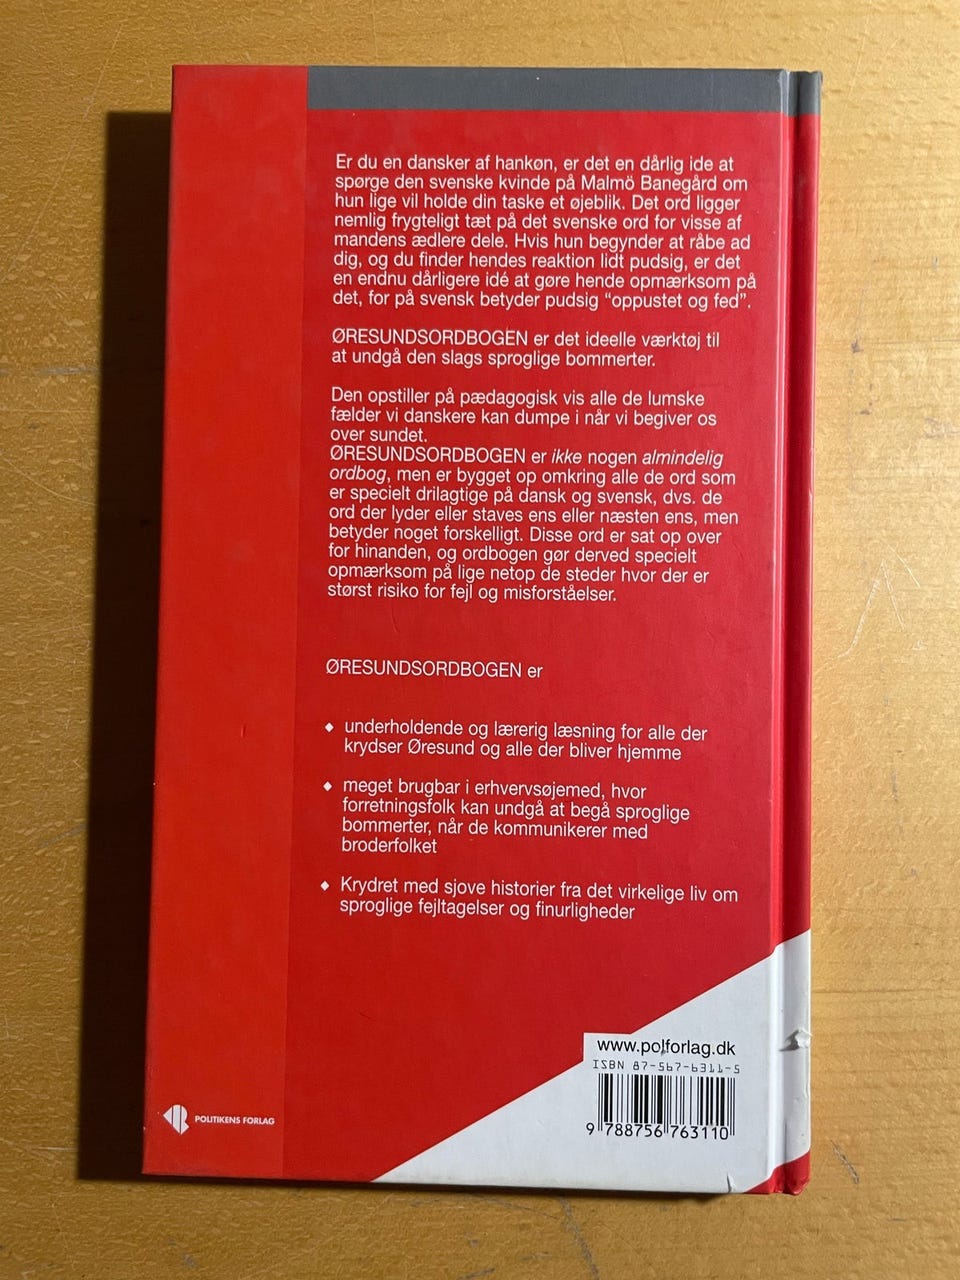 Er du en dansker af hankøn, er det en dårlig ide at
spørge den svenske kvinde på Malmö Banegård om
hun lige vil holde din taske et øjeblik. Det ord ligger
nemlig frygteligt tæt på det svenske ord for visse af
mandens ædlere dele. Hvis hun begynder at råbe ad
dig, og du finder hendes reaktion lidt pudsig, er det
en endnu dårligere idé at gøre hende opmærksom på
det, for på svensk betyder pudsig “oppustet og fed”.
ØRESUNDSORDBOGEN er det ideelle værktøj til
at undgå den slags sproglige bommerter.
Den opstiller på pædagogisk vis alle de lumske
fælder vi danskere kan dumpe i når vi begiver os
over sundet.
ØRESUNDSORDBOGEN er ikke nogen almindelig
ordbog, men er bygget op omkring alle de ord som
er specielt drilagtige på dansk og svensk, dvs. de
ord der lyder eller staves ens eller næsten ens, men
betyder noget forskelligt. Disse ord er sat op over
for hinanden, og ordbogen gør derved specielt
opmærksom på lige netop de steder hvor der er
størst risiko for fejl og misforståelser.
ØRESUNDSORDBOGEN er
◆ underholdende og lærerig læsning for alle der
krydser Øresund og alle der bliver hjemme
◆ meget brugbar i erhvervsøjemed, hvor
forretningsfolk kan undgå at begå sproglige
bommerter, når de kommunikerer med
broderfolket
◆ Krydret med sjove historier fra det virkelige liv om
sproglige fejltagelser og finurligheder
www.polforlag.dk
ISBN 87-567-6311-5
9 788756 763110
POLITIKENS FORLAG